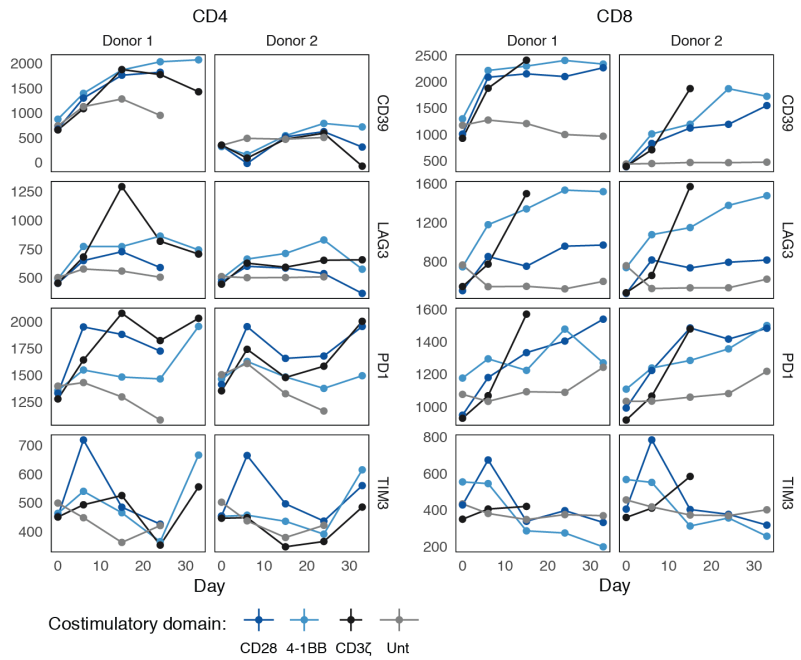 CD4 CD8
Donor 1 Donor 2 Donor 1 Donor 2
2000
1500
1000
500
0
CD39
2500
2000
1500
1000
500
CD39
1250
1000
750
500
LAG3
1600
1200
800
LAG3
2000
1750
1500
1250
PD1
1600
1400
1200
1000
PD1
700
600
500
400
TIM3
800
600
400
200
TIM3
0 10 20 30 0 10 20 30 0 10 20 30 0 10 20 30
Day Day
Costimulatory domain:
CD28 4-1BB CD3ζ Unt